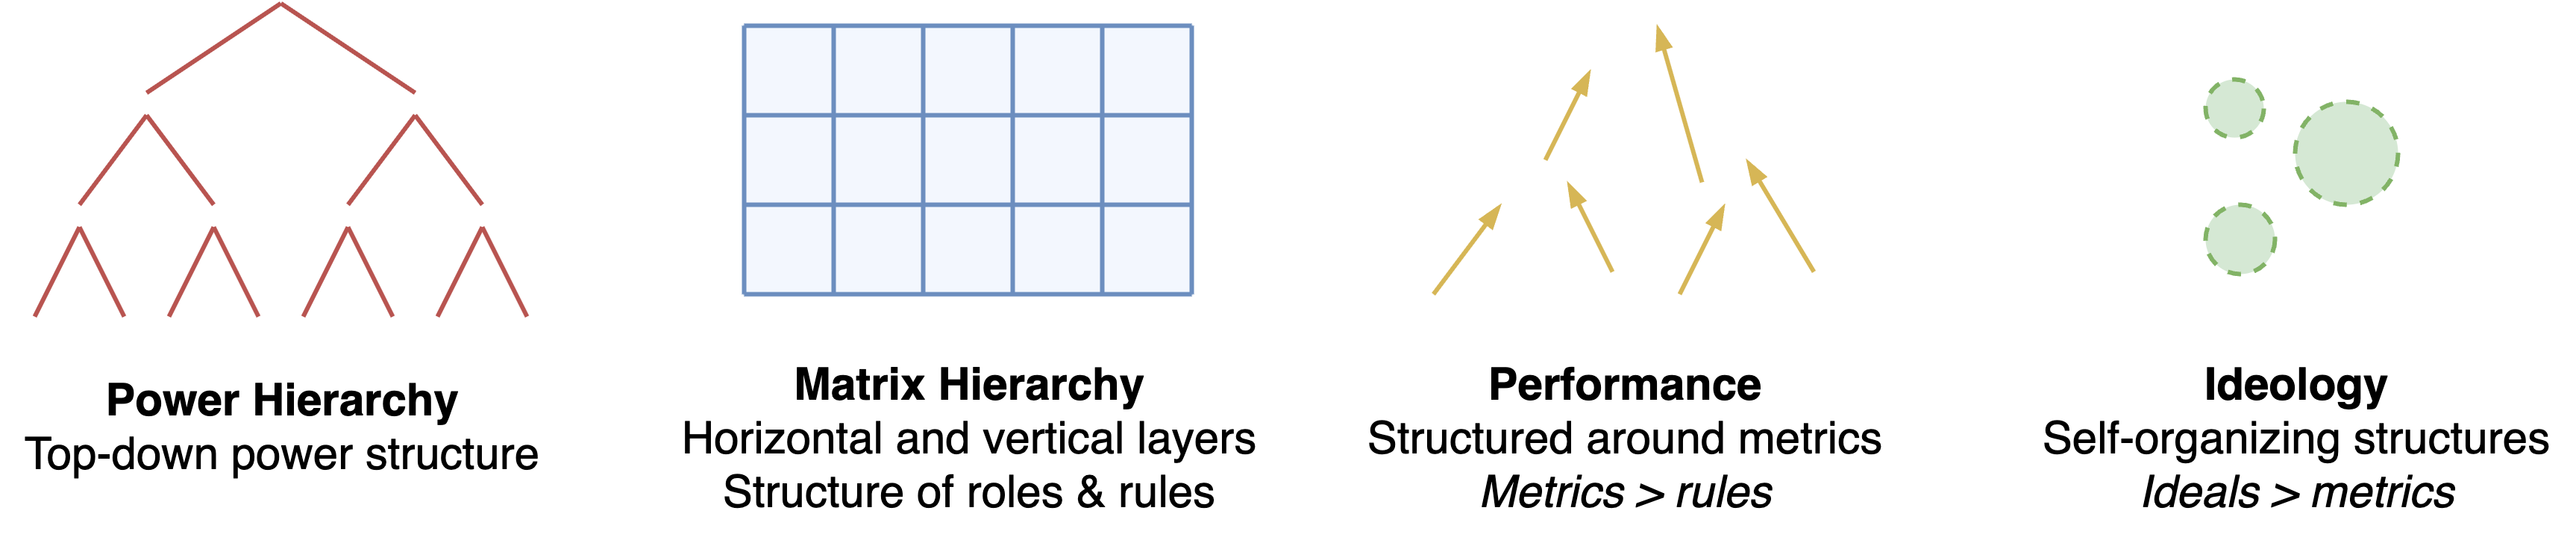 Power Hierarchy
Top-down power structure
Matrix Hierarchy
Horizontal and vertical layers
Structure of roles & rules
Performance
Structured around metrics
Metrics > rules
Ideology
Self-organizing structures
Ideals > metrics